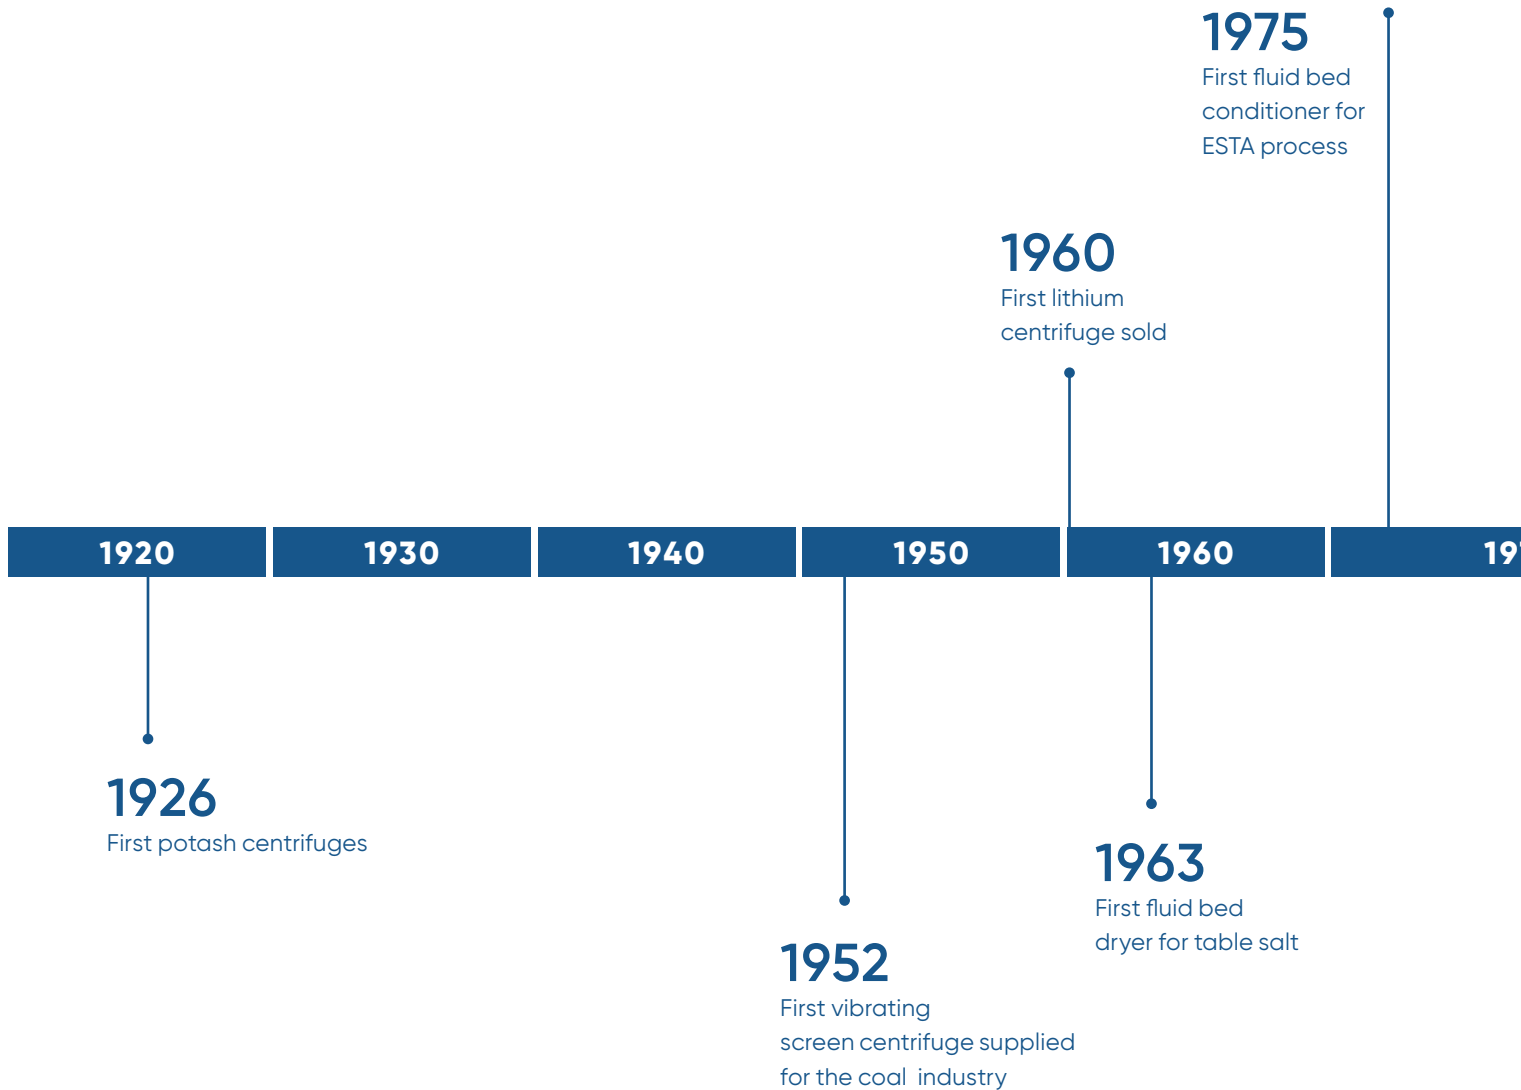 1975
First fluid bed
conditioner for
ESTA process
1960
First lithium
centrifuge sold
1920
1930
1940
1950
1960
1926
First potash centrifuges
1963
First fluid bed
dryer for table salt
1952
First vibrating
screen centrifuge supplied
for the coal  industry